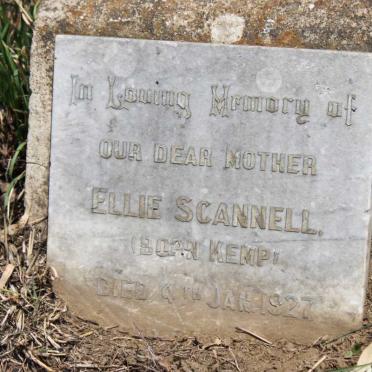 In Loving Memory of
OUR DEAR MOTHER
ELLIE SCANNELL,
(BORN KEMP)
DIED 4TH JAN. 1927